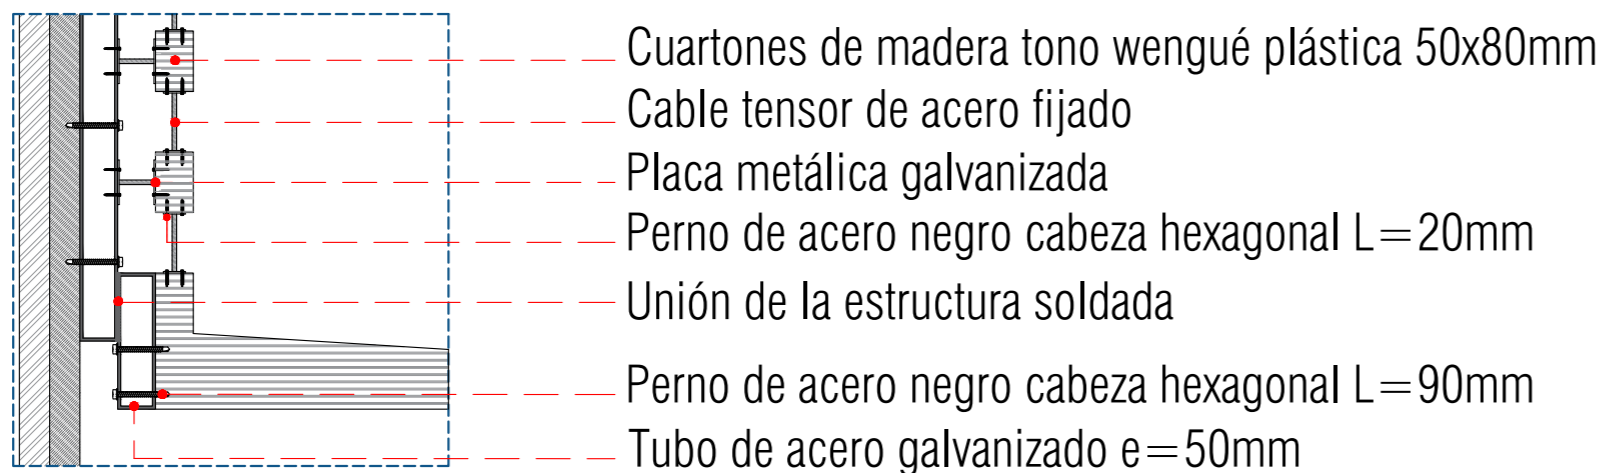 Cuartones de madera tono wengué plástica 50x80mm
Cable tensor de acero fijado
Placa metálica galvanizada
Perno de acero negro cabeza hexagonal L=20mm
Unión de la estructura soldada
Perno de acero negro cabeza hexagonal L=90mm
Tubo de acero galvanizado e=50mm